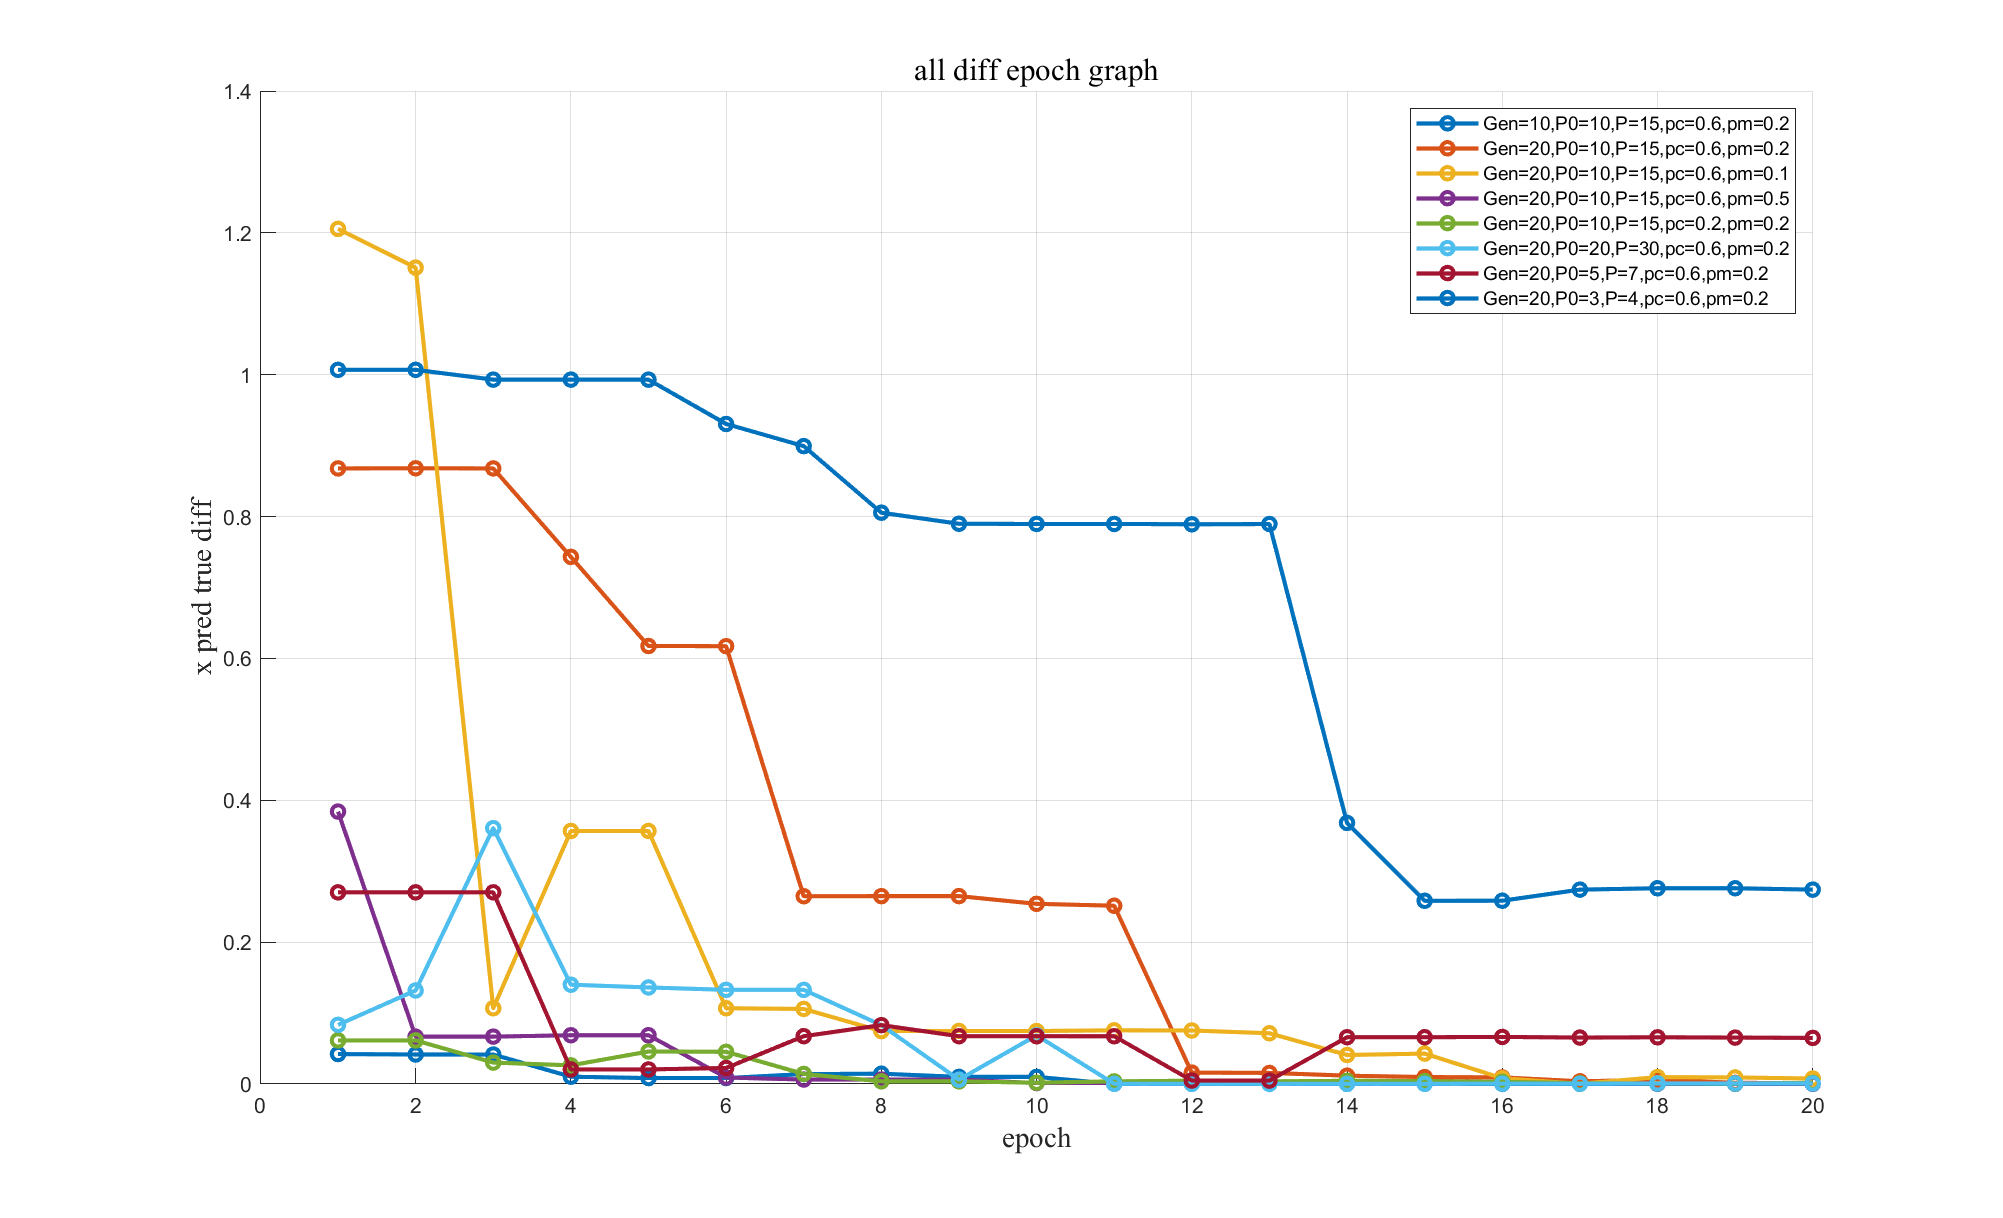 all diff epoch graph
1.4
1.2
1
0.8
0.6
0.4
0.2
0
x pred true diff
Gen=10,P0=10,P=15,pc=0.6,pm=0.2
Gen=20,P0=10,P=15,pc=0.6,pm=0.2
Gen=20,P0=10,P=15,pc=0.6,pm=0.1
Gen=20,P0=10,P=15,pc=0.6,pm=0.5
Gen=20,P0=10,P=15,pc=0.2,pm=0.2
Gen=20,P0=20,P=30,pc=0.6,pm=0.2
Gen=20,P0=5,P=7,pc=0.6,pm=0.2
Gen=20,P0=3,P=4,pc=0.6,pm=0.2
0 2 4 6 8 10 12 14 16 18 20
epoch